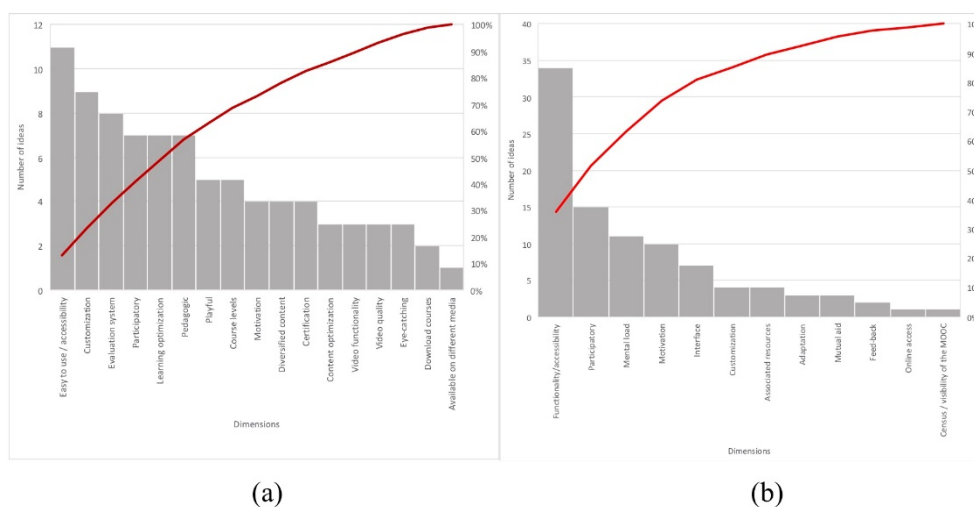 12
10
8
6
4
2
0
Number of ideas
100%
90%
80%
70%
60%
50%
40%
30%
20%
10%
0%
Easy to use / accessibility
Customization
Evaluation system
Participatory
Learning optimization
Pedagogic
Playful
Course levels
Motivation
Diversified content
Certification
Content optimization
Video functionality
Video quality
Eye-catching
Download courses
Available on different media
Dimensions
(a)
40
35
30
25
20
15
10
5
0
Number of ideas
Functionality/accessibility
Participatory
Mental load
Motivation
Interface
Customization
Associated resources
Adaptation
Mutual aid
Feed-back
Online access
Census / visibility of the MOOC
Dimensions
(b)